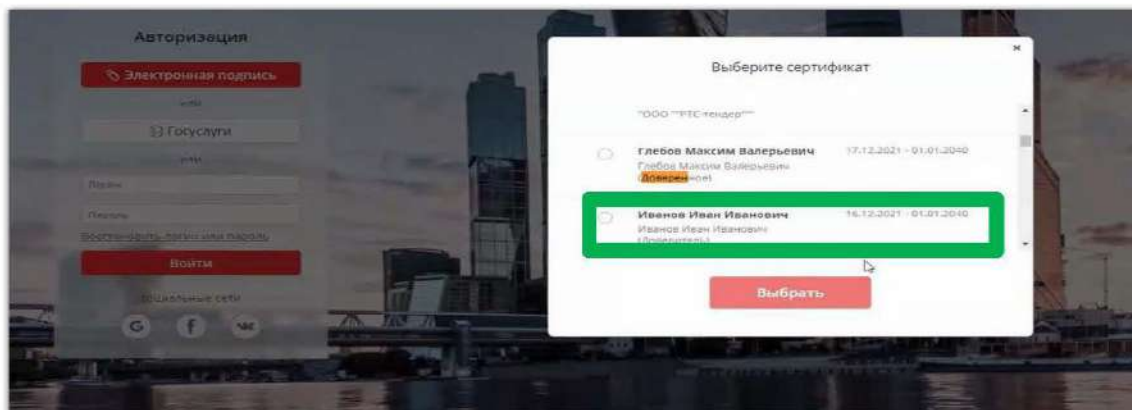 Авторизация
Электронная подпись
или
Госуслуги
или
Логин
Пароль
Восстановить логин или пароль
Войти
Социальные сети
G f
Выберите сертификат
×
"ООО ""РТС-тендер"""
Глебов Максим Валерьевич 17.12.2021 - 01.01.2040
Глебов Максим Валерьевич
(Доверенное)
Иванов Иван Иванович 16.12.2021 - 01.01.2040
Иванов Иван Иванович
(Доверитель)
Выбрать